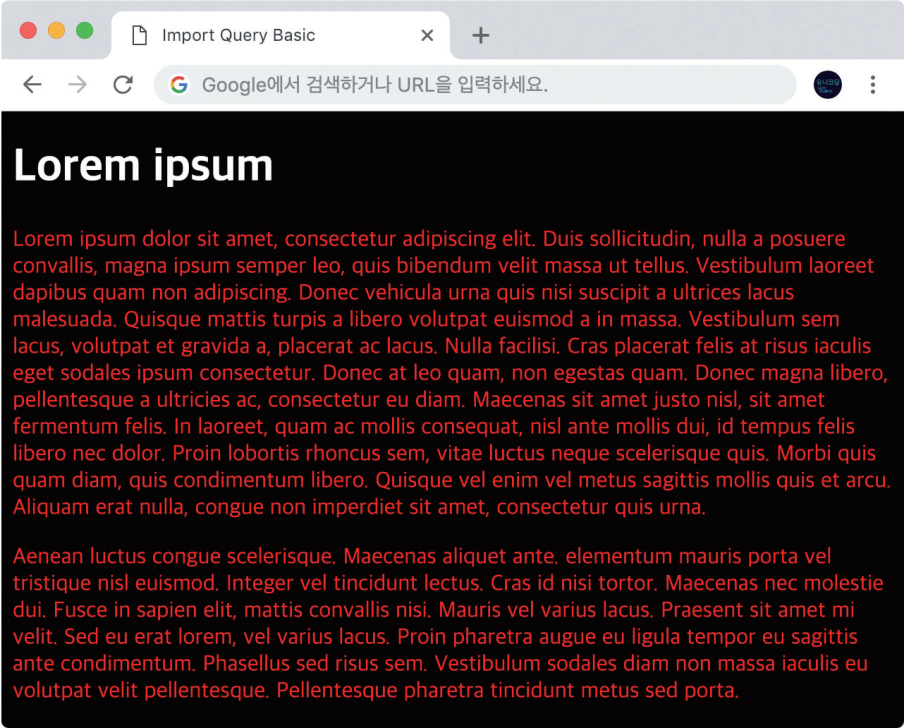 Import Query Basic
Google에서 검색하거나 URL을 입력하세요.
Lorem ipsum
Lorem ipsum dolor sit amet, consectetur adipiscing elit. Duis sollicitudin, nulla a posuere
convallis, magna ipsum semper leo, quis bibendum velit massa ut tellus. Vestibulum laoreet
dapibus quam non adipiscing. Donec vehicula urna quis nisi suscipit a ultrices lacus
malesuada. Quisque mattis turpis a libero volutpat euismod a in massa. Vestibulum sem
lacus, volutpat et gravida a, placerat ac lacus. Nulla facilisi. Cras placerat felis at risus iaculis
eget sodales ipsum consectetur. Donec at leo quam, non egestas quam. Donec magna libero,
pellentesque a ultricies ac, consectetur eu diam. Maecenas sit amet justo nisl, sit amet
fermentum felis. In laoreet, quam ac mollis consequat, nisl ante mollis dui, id tempus felis
libero nec dolor. Proin lobortis rhoncus sem, vitae luctus neque scelerisque quis. Morbi quis
quam diam, quis condimentum libero. Quisque vel enim vel metus sagittis mollis quis et arcu.
Aliquam erat nulla, congue non imperdiet sit amet, consectetur quis urna.
Aenean luctus congue scelerisque. Maecenas aliquet ante. elementum mauris porta vel
tristique nisl euismod. Integer vel tincidunt lectus. Cras id nisi tortor. Maecenas nec molestie
dui. Fusce in sapien elit, mattis convallis nisi. Mauris vel varius lacus. Praesent sit amet mi
velit. Sed eu erat lorem, vel varius lacus. Proin pharetra augue eu ligula tempor eu sagittis
ante condimentum. Phasellus sed risus sem. Vestibulum sodales diam non massa iaculis eu
volutpat velit pellentesque. Pellentesque pharetra tincidunt metus sed porta.